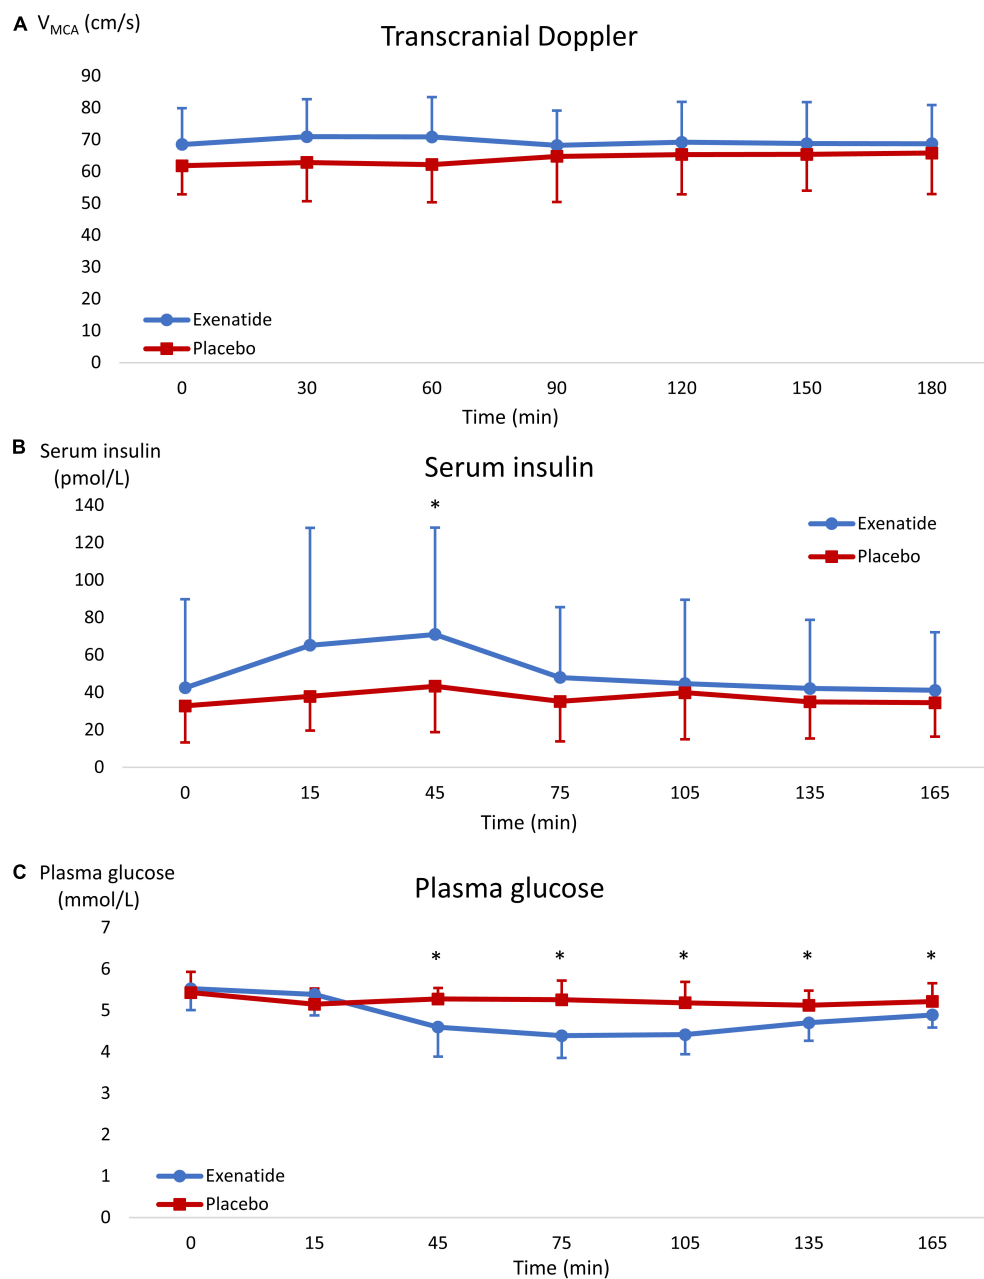 A V_MCA (cm/s)
Transcranial Doppler
90
80
70
60
50
40
30
20
10
0
Exenatide
Placebo
0 30 60 90 120 150 180
Time (min)
B Serum insulin
(pmol/L)
Serum insulin
140
120
100
80
60
40
20
0
*
Exenatide
Placebo
0 15 45 75 105 135 165
Time (min)
C Plasma glucose
(mmol/L)
Plasma glucose
7
6
5
4
3
2
1
0
* * * * *
Exenatide
Placebo
0 15 45 75 105 135 165
Time (min)